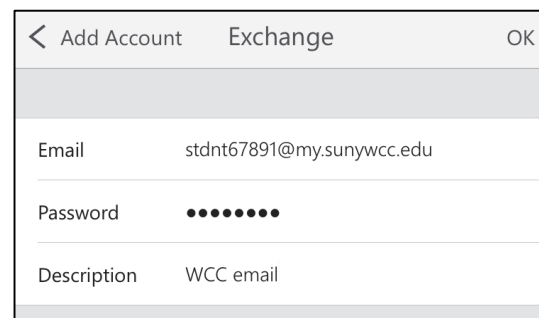 Add Account Exchange OK
Email stdnt67891@my.sunywcc.edu
Password ●●●●●●●●
Description WCC email